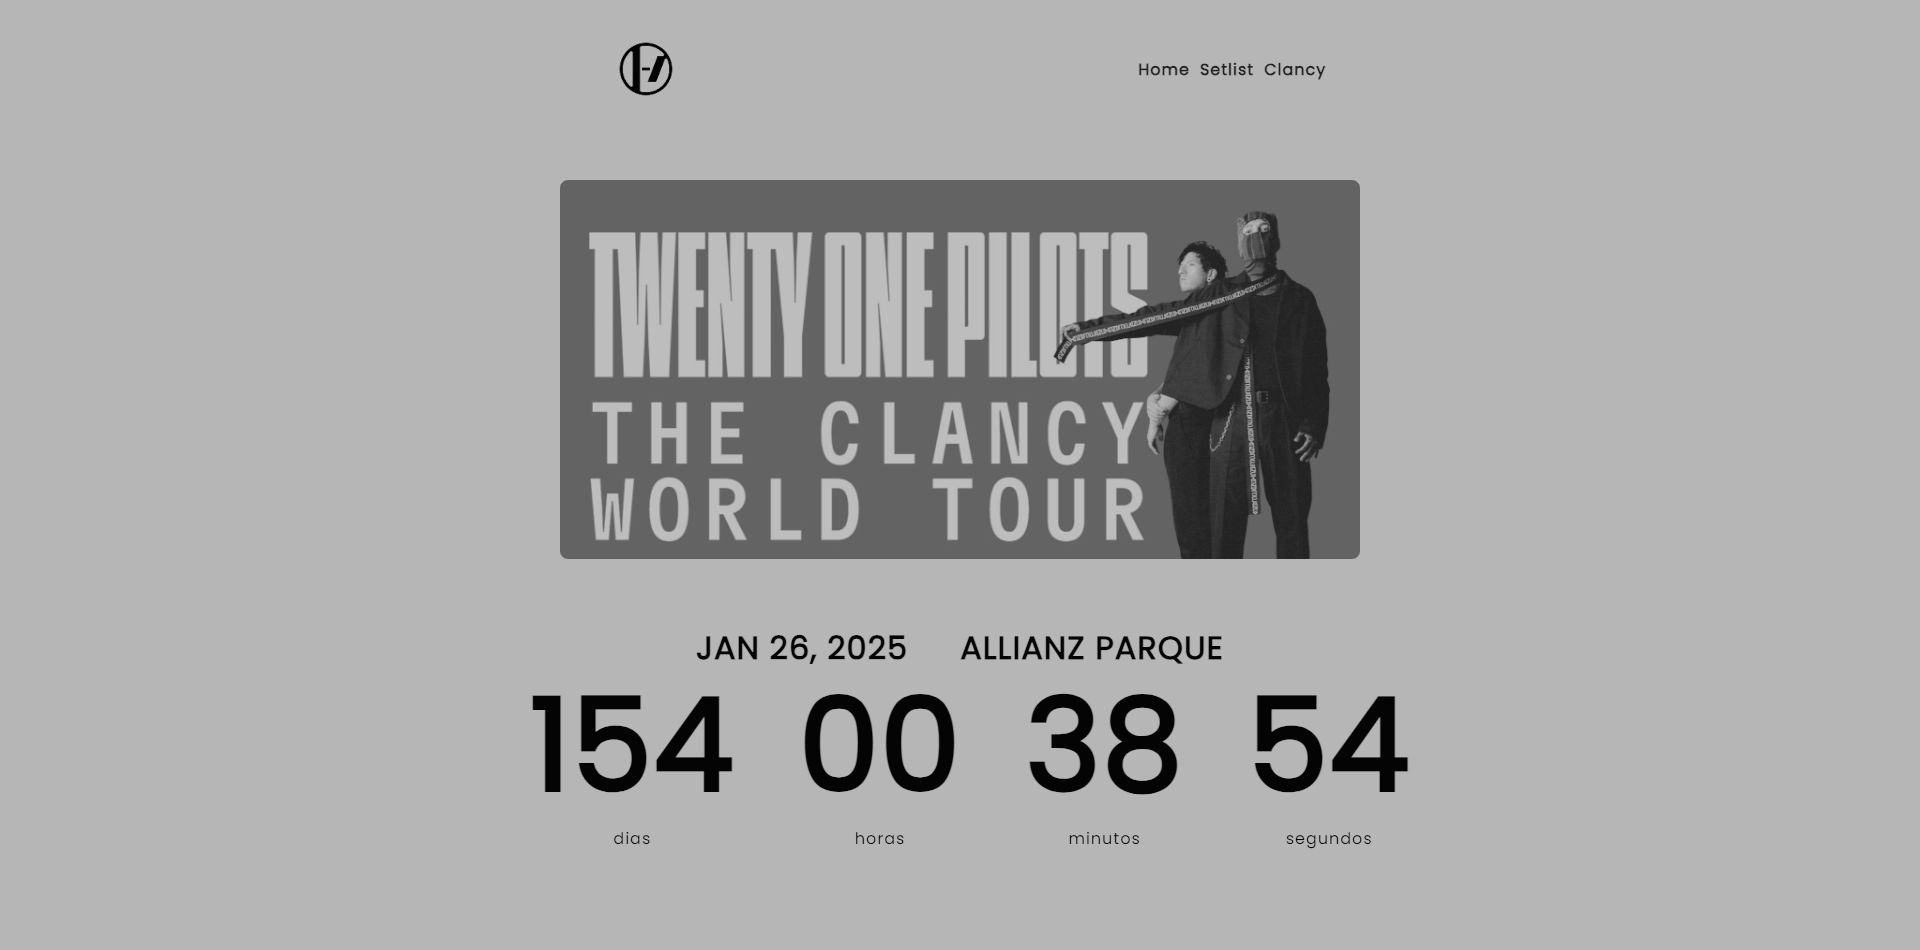 Home Setlist Clancy
TWENTY ONE PILOTS
THE CLANCY
WORLD TOUR
JAN 26, 2025 ALLIANZ PARQUE
154 00 38 54
dias horas minutos segundos